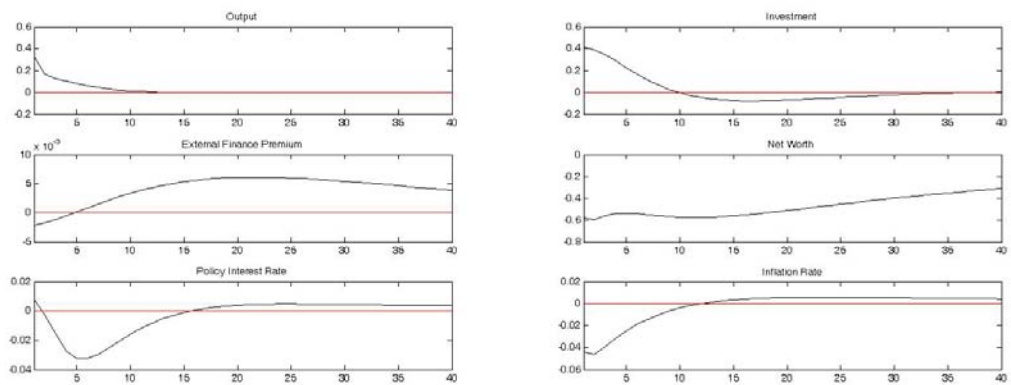 Output
0.6
0.4
0.2
0
-0.2
5 10 15 20 25 30 35 40
Investment
0.6
0.4
0.2
0
-0.2
5 10 15 20 25 30 35 40
External Finance Premium
× 10⁻³
10
5
0
-5
5 10 15 20 25 30 35 40
Net Worth
0
-0.2
-0.4
-0.6
-0.8
5 10 15 20 25 30 35 40
Policy Interest Rate
0.02
0
-0.02
-0.04
5 10 15 20 25 30 35 40
Inflation Rate
0.02
0
-0.02
-0.04
-0.06
5 10 15 20 25 30 35 40